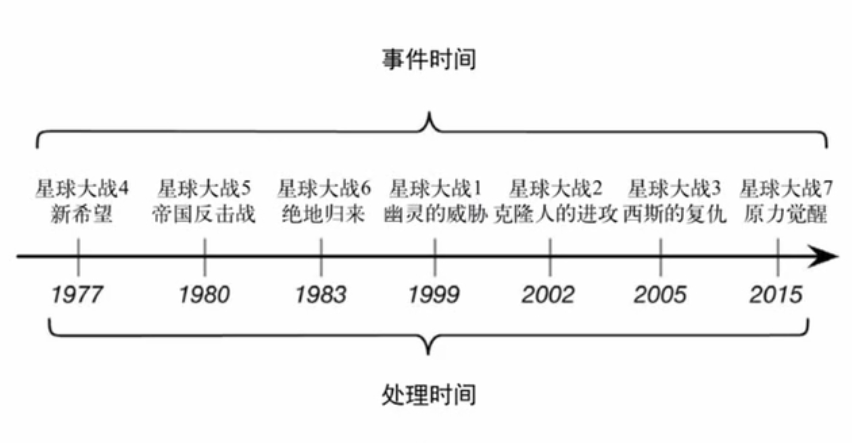 事件时间
星球大战4 星球大战5 星球大战6 星球大战1 星球大战2 星球大战3 星球大战7
新希望 帝国反击战 绝地归来 幽灵的威胁 克隆人的进攻 西斯的复仇 原力觉醒
1977 1980 1983 1999 2002 2005 2015
处理时间